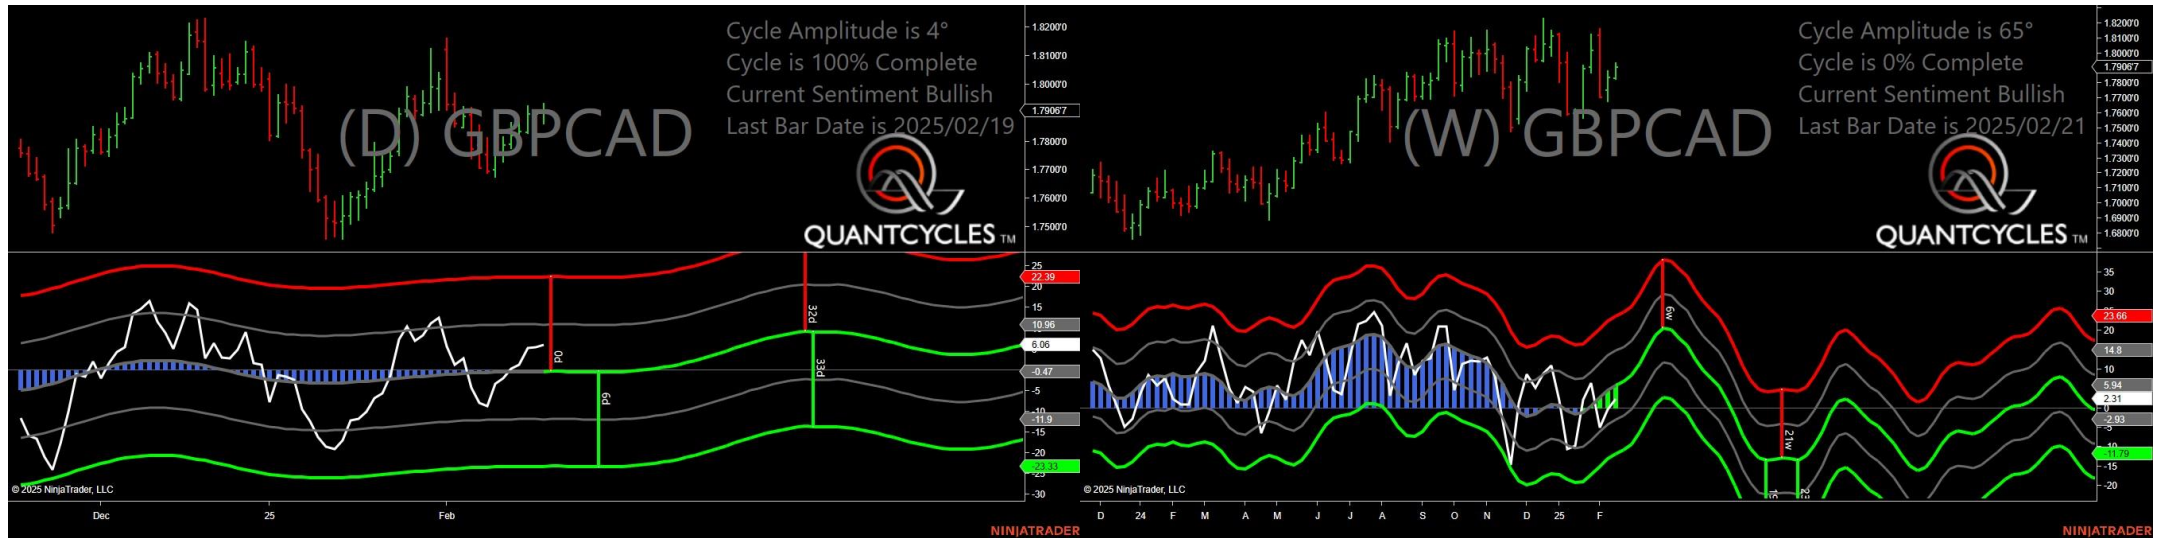 Cycle Amplitude is 4°
Cycle is 100% Complete
Current Sentiment Bullish
Last Bar Date is 2025/02/19
(D) GBPCAD
QUANTCYCLES TM
1.8200'0
1.8100'0
1.8000'0
1.7906'7
1.7800'0
1.7700'0
1.7600'0
1.7500'0
25
22.39
20
15
10.96
6.06
-0.47
-5
-10
-11.9
-15
-20
-23.33
-25
-30
0d
6d
32d
33d
© 2025 NinjaTrader, LLC
Dec
25
Feb
NINJATRADER
Cycle Amplitude is 65°
Cycle is 0% Complete
Current Sentiment Bullish
Last Bar Date is 2025/02/21
(W) GBPCAD
QUANTCYCLES TM
1.8200'0
1.8100'0
1.8000'0
1.7906'7
1.7800'0
1.7700'0
1.7600'0
1.7500'0
1.7400'0
1.7300'0
1.7200'0
1.7100'0
1.7000'0
1.6900'0
1.6800'0
35
30
23.66
20
14.8
10
5.94
2.31
0
-2.93
-5
-10
-11.79
-15
-20
6w
21w
© 2025 NinjaTrader, LLC
D 24 F M A M J J A S O N D 25 F
NINJATRADER